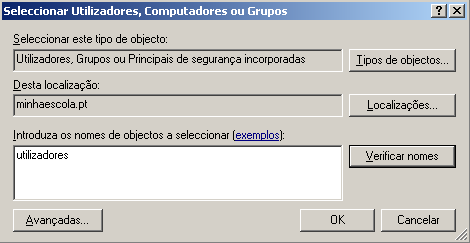 Seleccionar Utilizadores, Computadores ou Grupos
Seleccionar este tipo de objecto:
Utilizadores, Grupos ou Principais de segurança incorporadas
Tipos de objectos...
Desta localização:
minhaescola.pt
Localizações...
Introduza os nomes de objectos a seleccionar (exemplos):
utilizadores
Verificar nomes
Avançadas...
OK
Cancelar